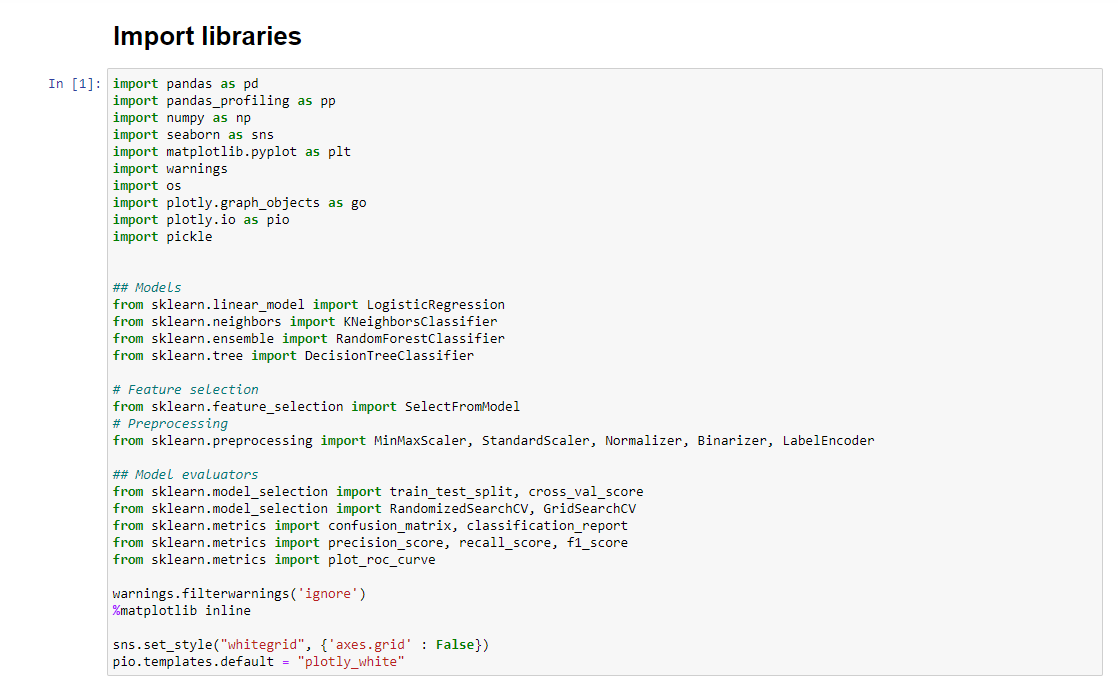 Import libraries
In [1]:
import pandas as pd
import pandas_profiling as pp
import numpy as np
import seaborn as sns
import matplotlib.pyplot as plt
import warnings
import os
import plotly.graph_objects as go
import plotly.io as pio
import pickle
## Models
from sklearn.linear_model import LogisticRegression
from sklearn.neighbors import KNeighborsClassifier
from sklearn.ensemble import RandomForestClassifier
from sklearn.tree import DecisionTreeClassifier
# Feature selection
from sklearn.feature_selection import SelectFromModel
# Preprocessing
from sklearn.preprocessing import MinMaxScaler, StandardScaler, Normalizer, Binarizer, LabelEncoder
## Model evaluators
from sklearn.model_selection import train_test_split, cross_val_score
from sklearn.model_selection import RandomizedSearchCV, GridSearchCV
from sklearn.metrics import confusion_matrix, classification_report
from sklearn.metrics import precision_score, recall_score, f1_score
from sklearn.metrics import plot_roc_curve
warnings.filterwarnings('ignore')
%matplotlib inline
sns.set_style("whitegrid", {'axes.grid' : False})
pio.templates.default = "plotly_white"